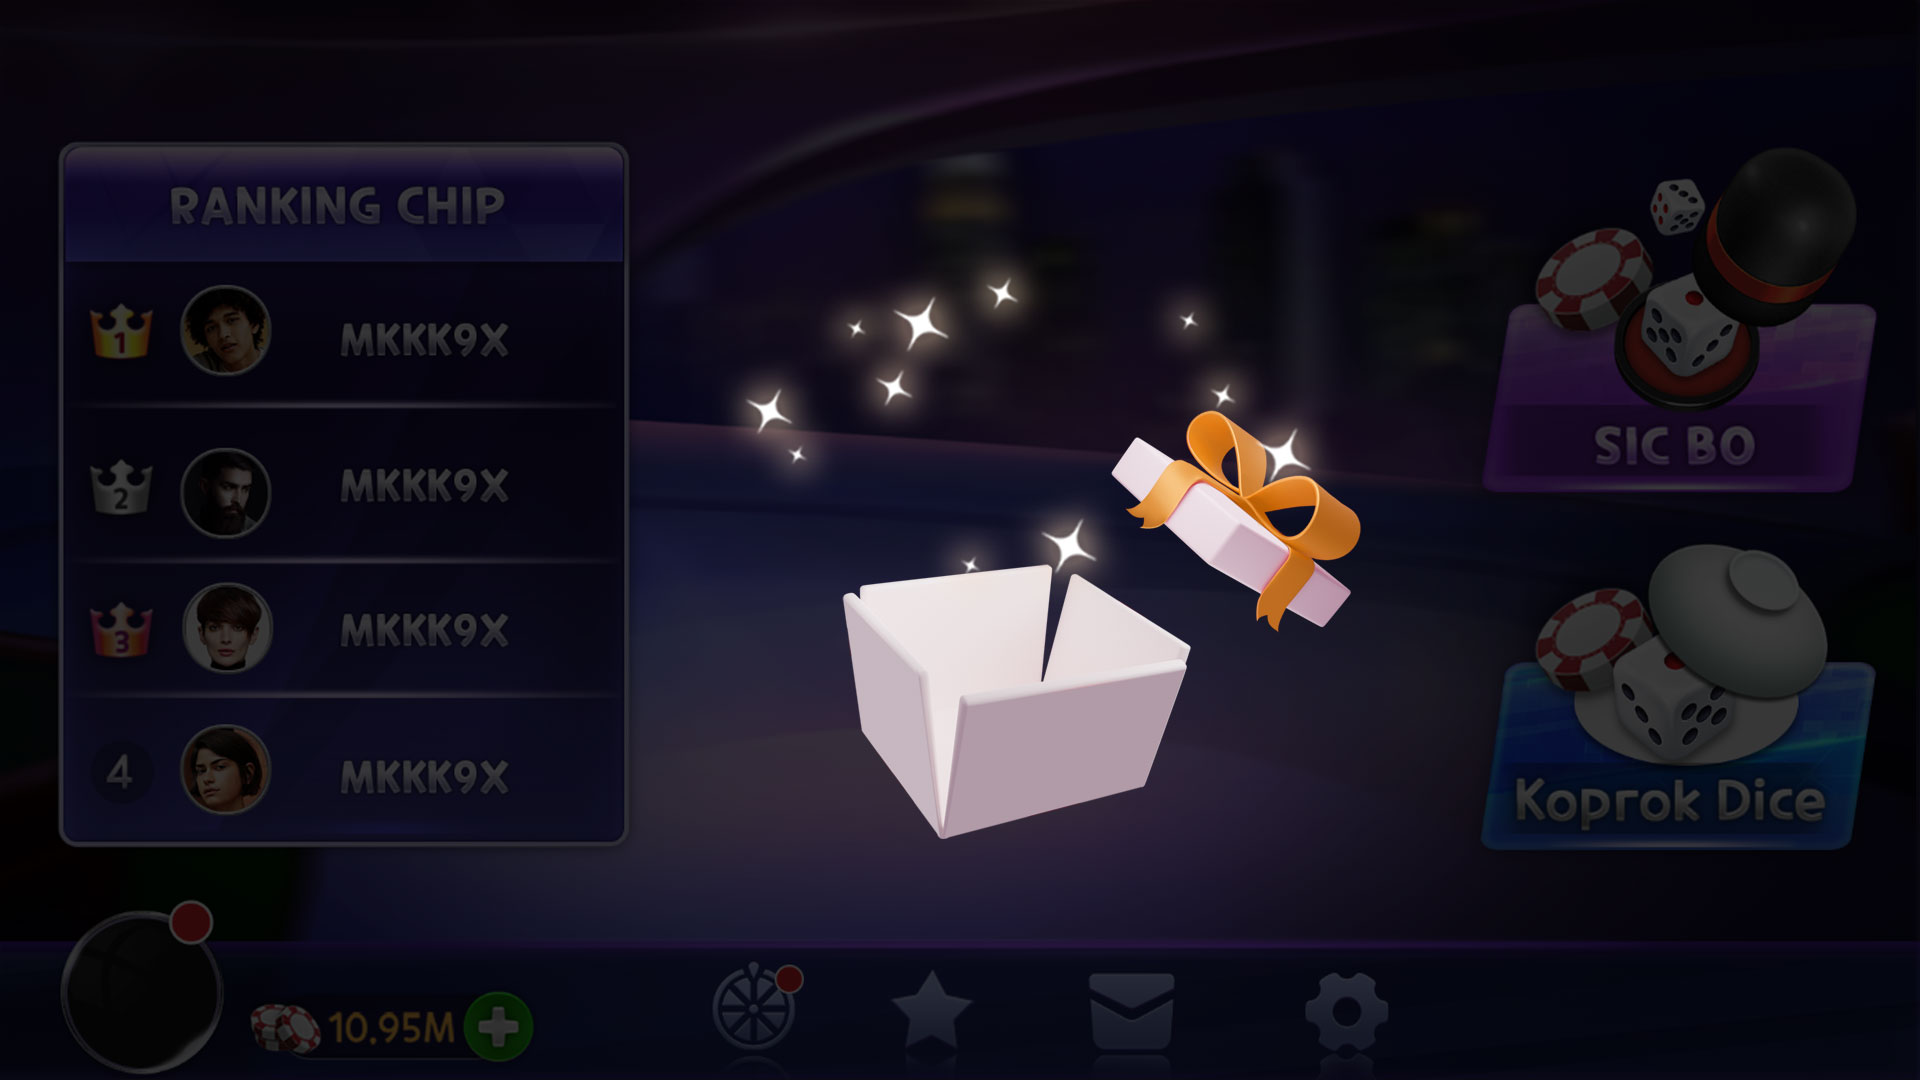 RANKING CHIP
1
MKKK9X
2
MKKK9X
3
MKKK9X
4
MKKK9X
SIC BO
Koprok Dice
10,95M